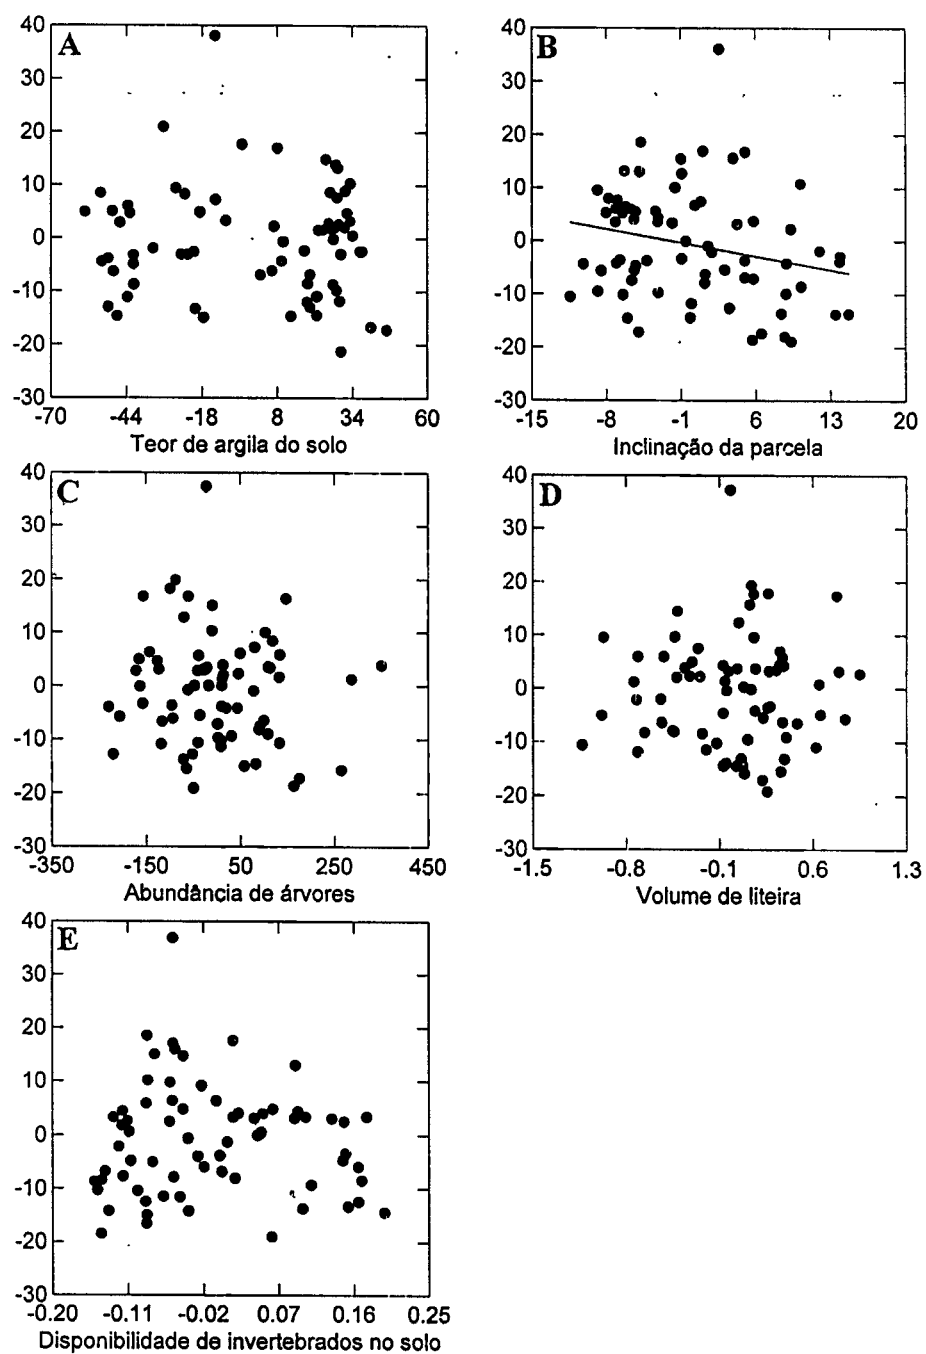 40
A
30
20
10
0
-10
-20
-30
-70 -44 -18 8 34 60
Teor de argila do solo
40
B
30
20
10
0
-10
-20
-30
-15 -8 -1 6 13 20
Inclinação da parcela
40
C
30
20
10
0
-10
-20
-30
-350 -150 50 250 450
Abundância de árvores
40
D
30
20
10
0
-10
-20
-30
-1.5 -0.8 -0.1 0.6 1.3
Volume de liteira
40
E
30
20
10
0
-10
-20
-30
-0.20 -0.11 -0.02 0.07 0.16 0.25
Disponibilidade de invertebrados no solo